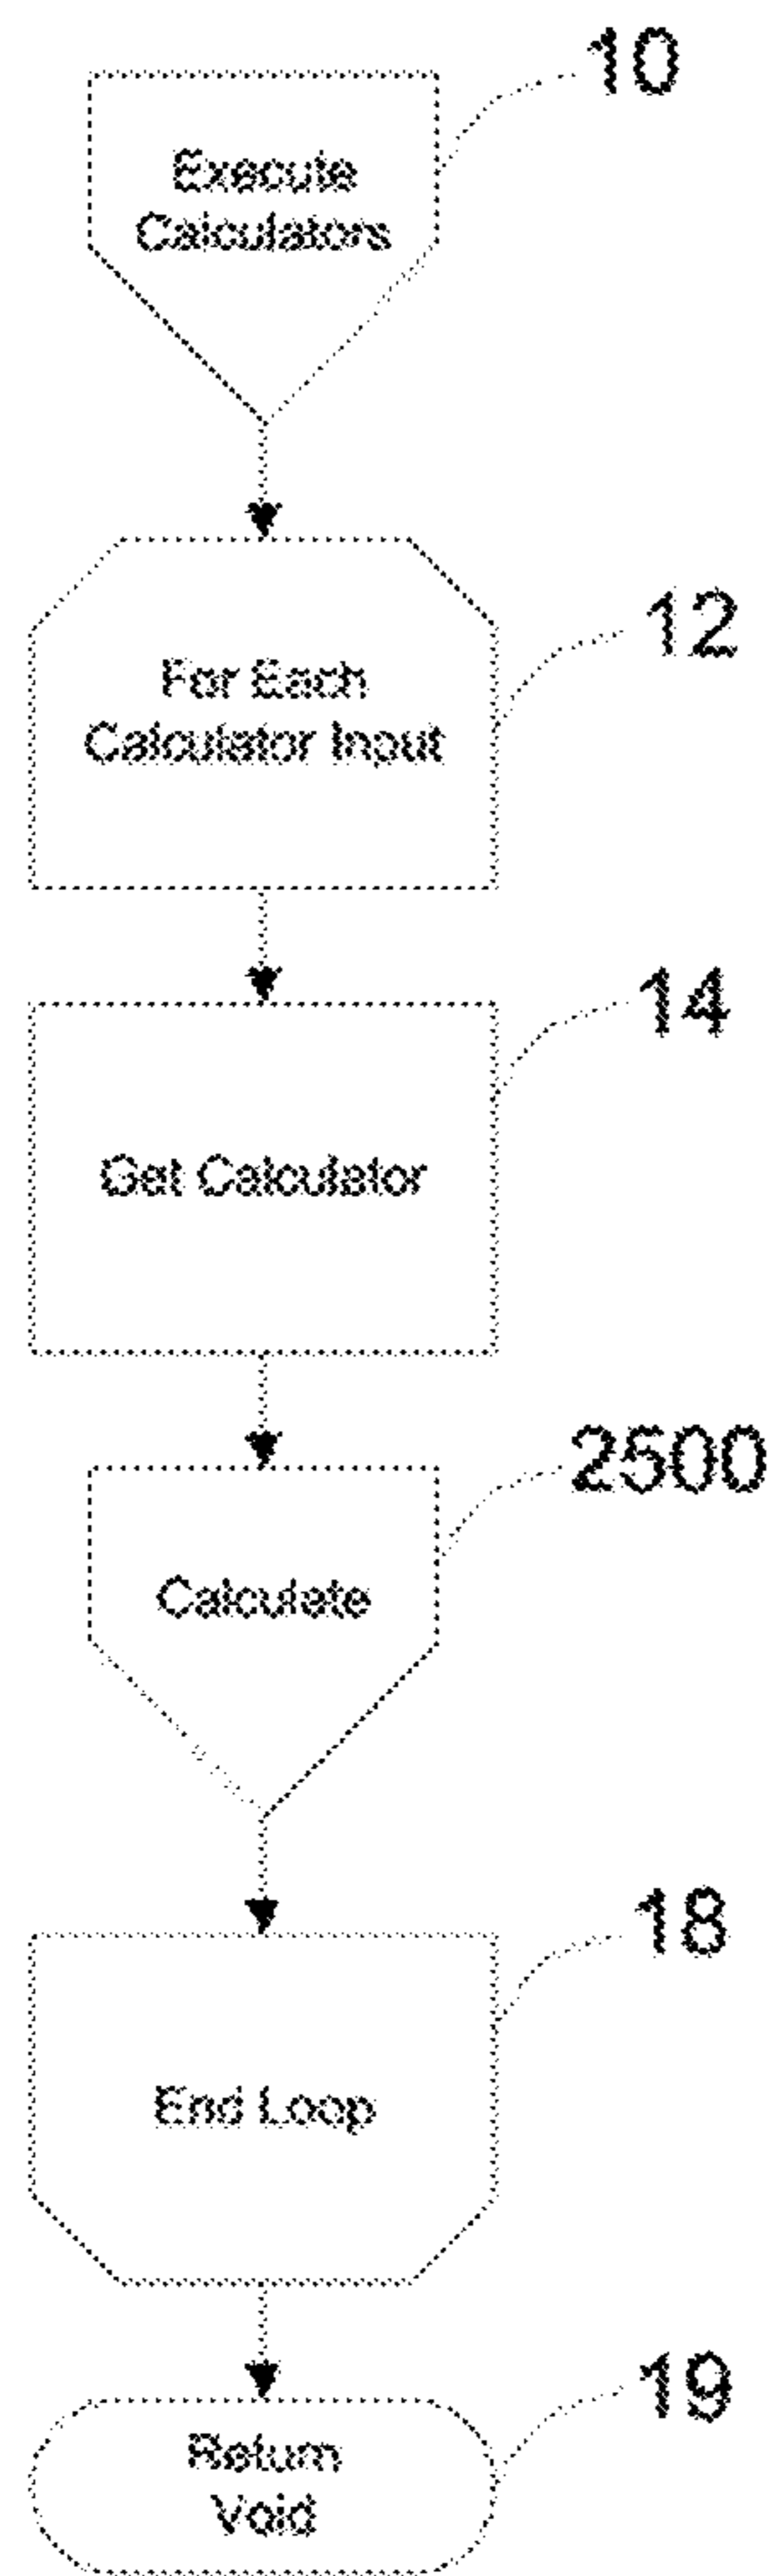 10
Execute
Calculators
12
For Each
Calculator Input
14
Get Calculator
2500
Calculate
18
End Loop
19
Return
Void